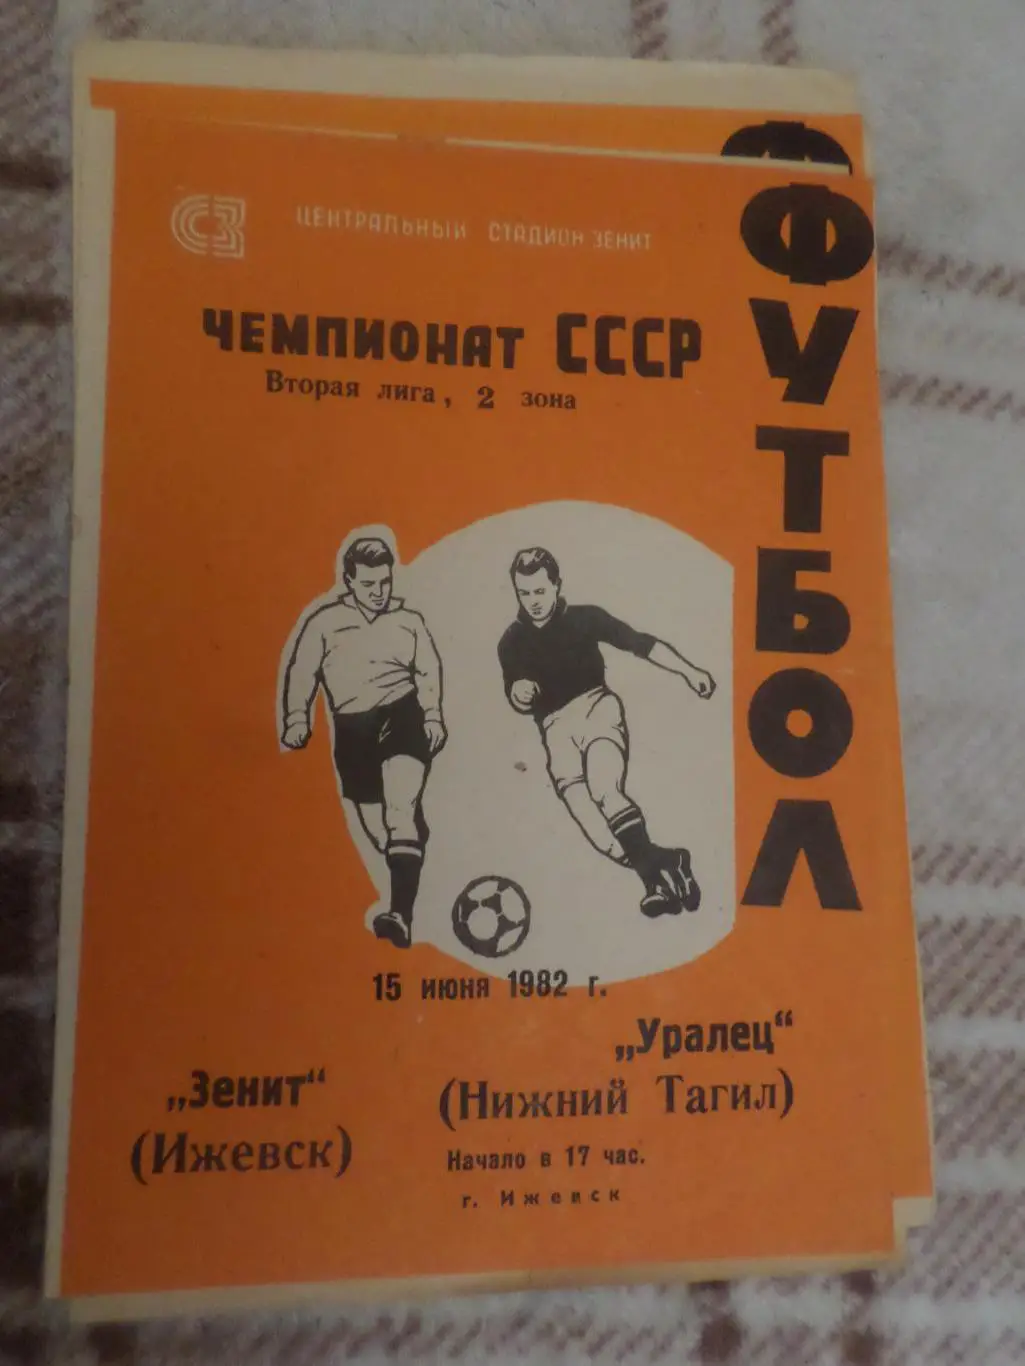 СЗ ЦЕНТРАЛЬНЫЙ СТАДИОН ЗЕНИТ
ЧЕМПИОНАТ СССР
Вторая лига, 2 зона
ФУТБОЛ
15 июня 1982 г.
„Уралец“
(Нижний Тагил)
„Зенит“
(Ижевск)
Начало в 17 час.
г. Ижевск
Ф